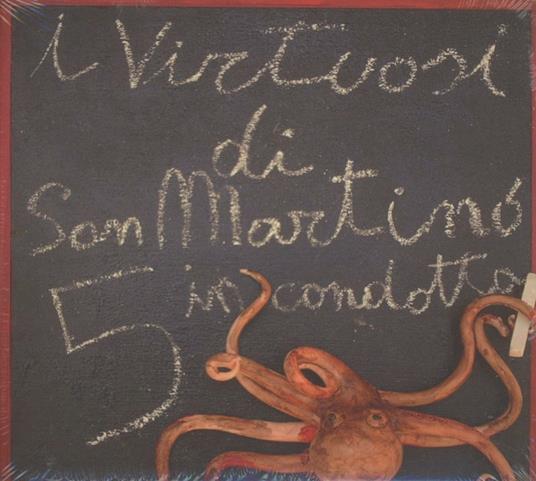 i Virtuosi
di
San Martino
in condotta
5